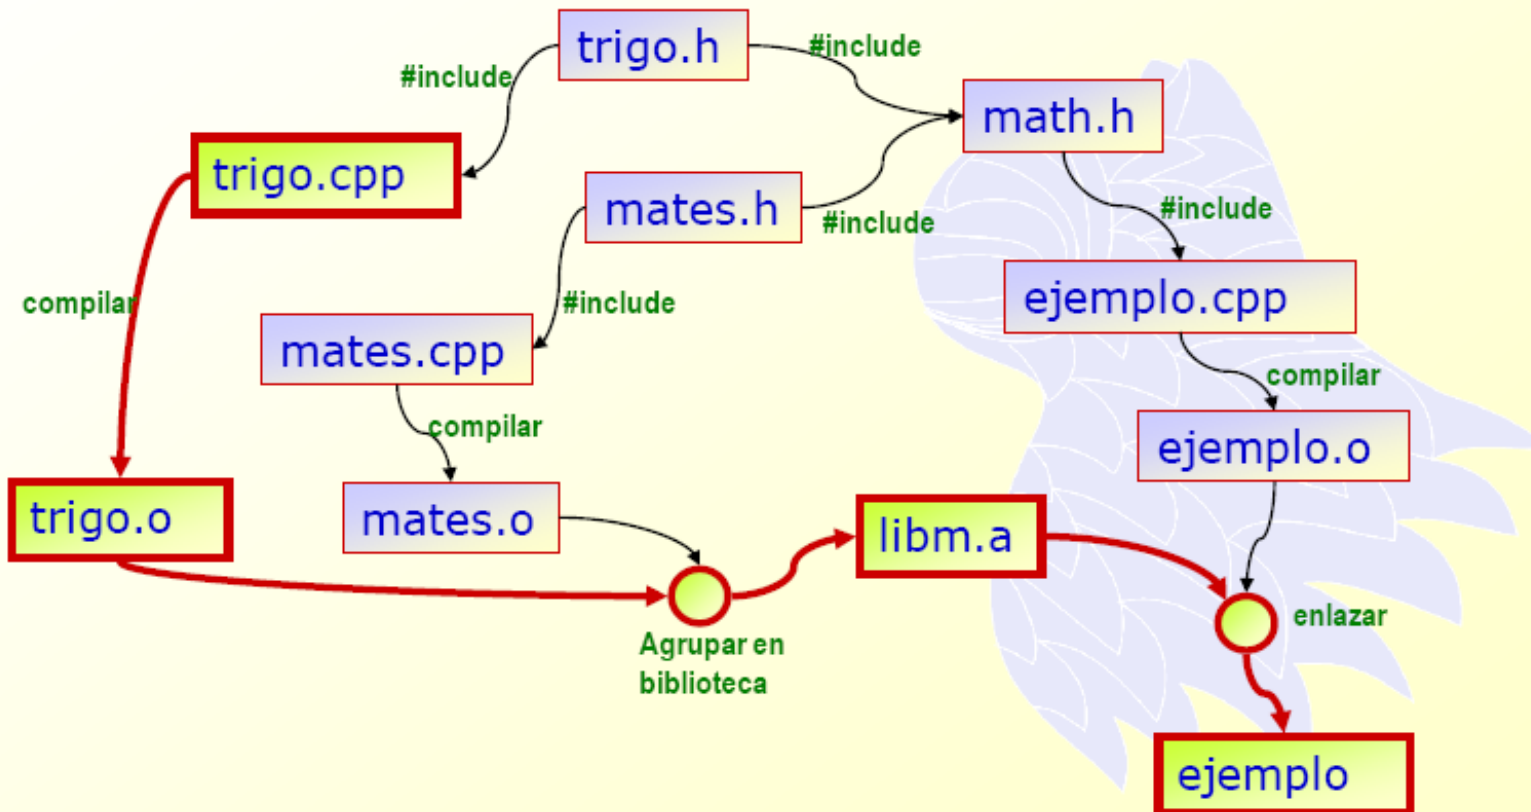 trigo.h
#include
#include
math.h
trigo.cpp
mates.h
#include
#include
compilar
#include
ejemplo.cpp
mates.cpp
compilar
compilar
ejemplo.o
trigo.o
mates.o
libm.a
enlazar
Agrupar en
biblioteca
ejemplo